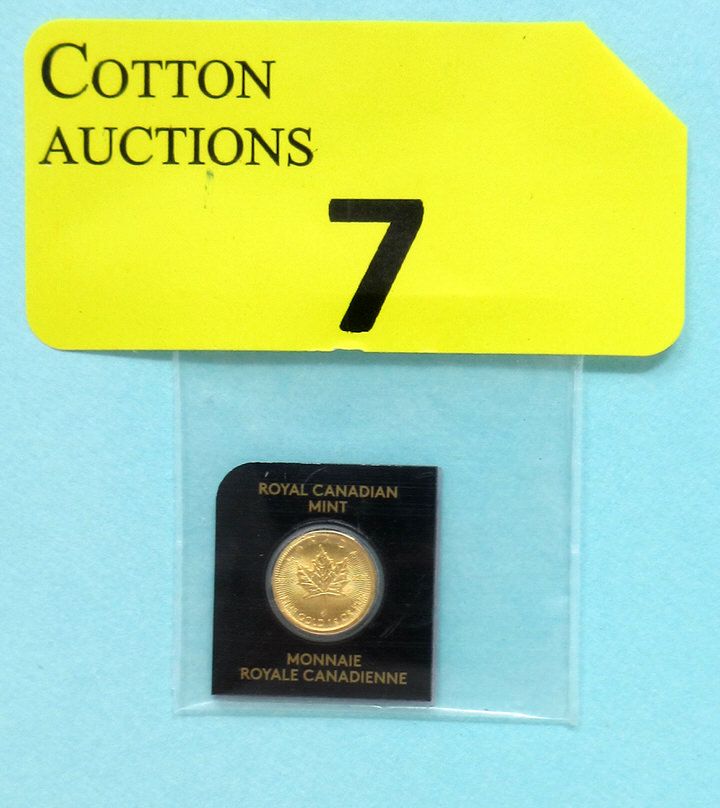 COTTON
AUCTIONS
7
ROYAL CANADIAN
MINT
MONNAIE
ROYALE CANADIENNE